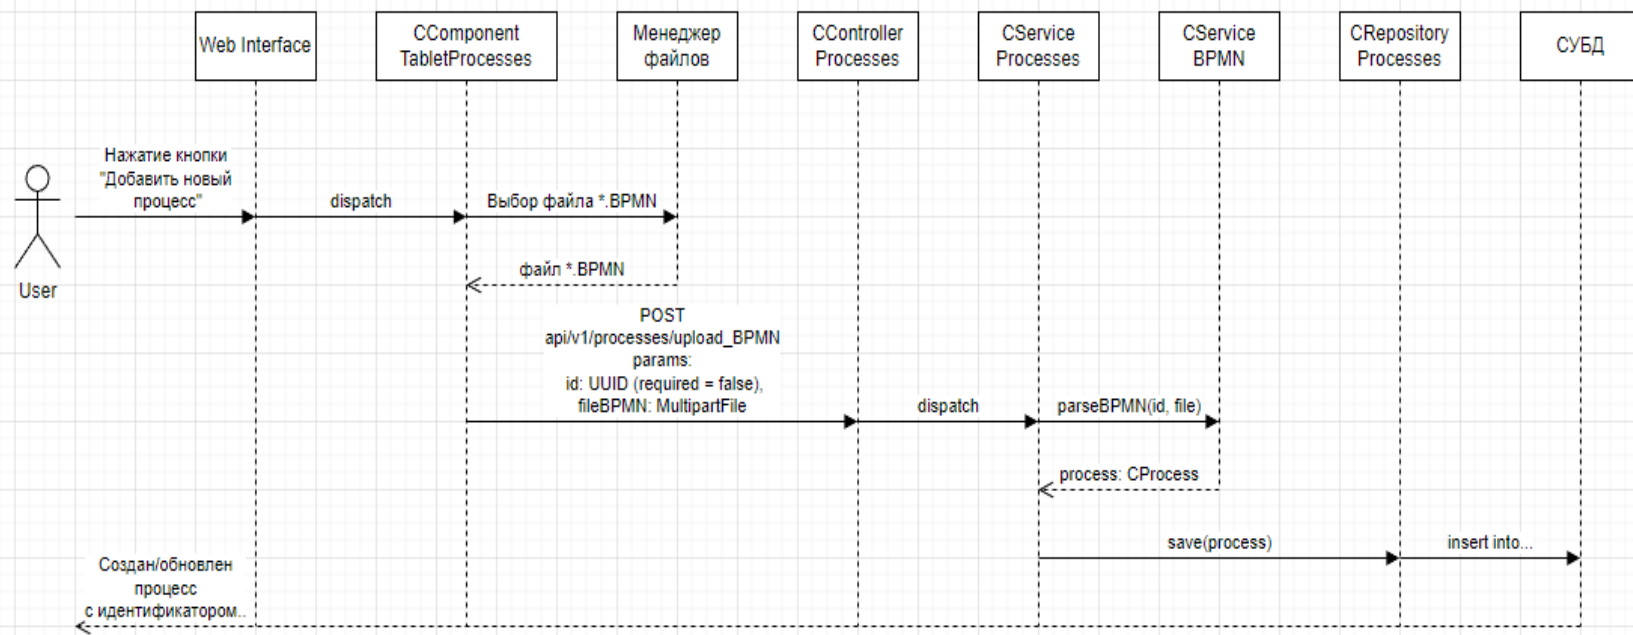 Web Interface
CComponent
TabletProcesses
Менеджер
файлов
CController
Processes
CService
Processes
CService
BPMN
CRepository
Processes
СУБД
Нажатие кнопки
"Добавить новый
процесс"
dispatch
Выбор файла *.BPMN
User
файл *.BPMN
POST
api/v1/processes/upload_BPMN
params:
id: UUID (required = false),
fileBPMN: MultipartFile
dispatch
parseBPMN(id, file)
process: CProcess
save(process)
insert into...
Создан/обновлен
процесс
с идентификатором..